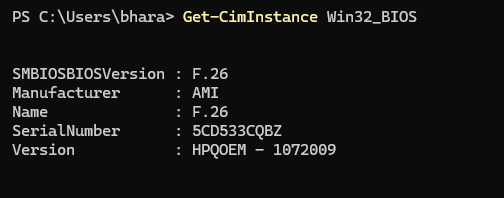 PS C:\Users\bhara> Get-CimInstance Win32_BIOS
SMBIOSBIOSVersion : F.26
Manufacturer      : AMI
Name              : F.26
SerialNumber      : 5CD533CQBZ
Version           : HPQOEM - 1072009